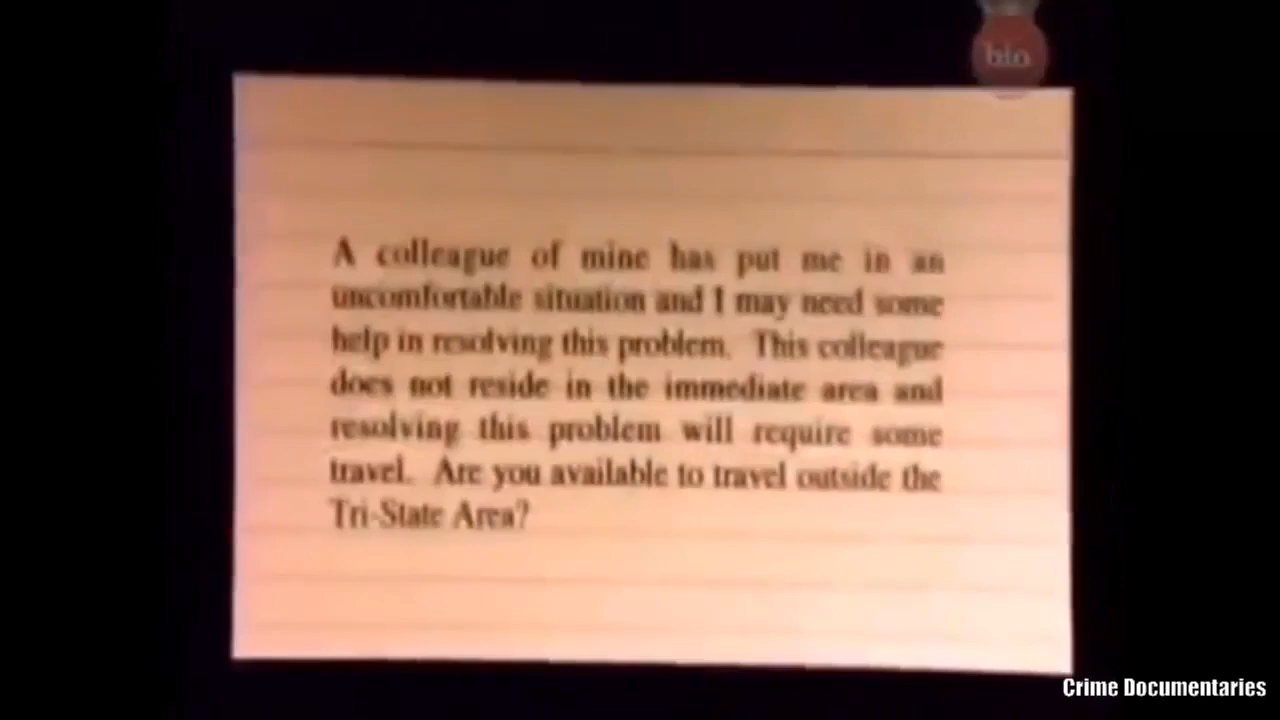 bio
A colleague of mine has put me in an
uncomfortable situation and I may need some
help in resolving this problem. This colleague
does not reside in the immediate area and
resolving this problem will require some
travel. Are you available to travel outside the
Tri-State Area?
Crime Documentaries